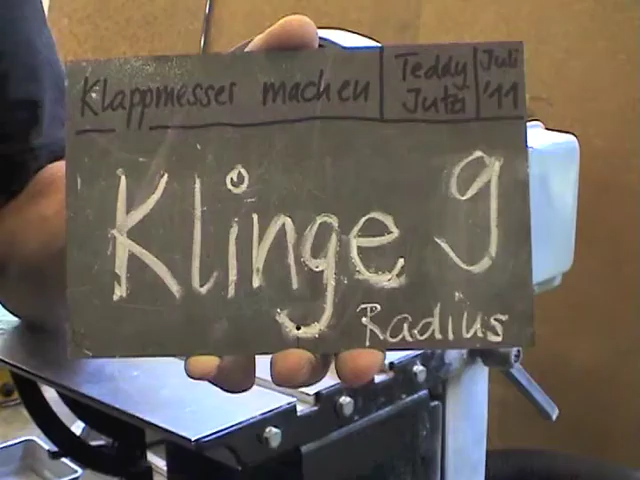 Klappmesser machen
Teddy
Jutzi
Juli
'11
Klinge 9
Radius